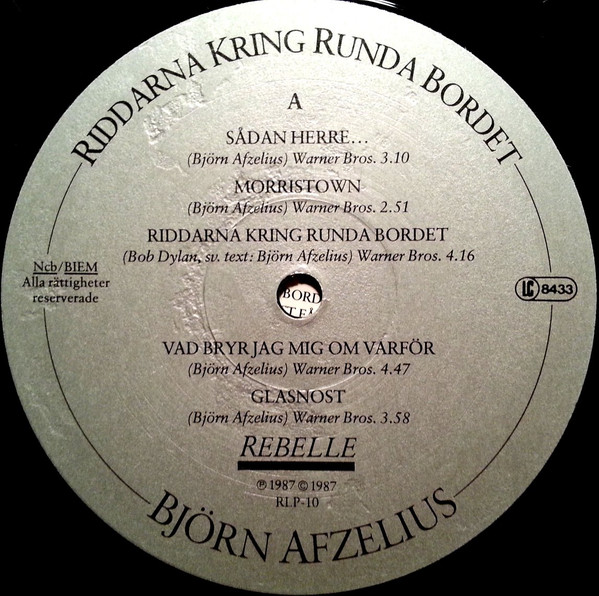 RIDDARNA KRING RUNDA BORDET
A
SÅDAN HERRE...
(Björn Afzelius) Warner Bros. 3.10
MORRISTOWN
(Björn Afzelius) Warner Bros. 2.51
RIDDARNA KRING RUNDA BORDET
(Bob Dylan, sv. text: Björn Afzelius) Warner Bros. 4.16
Ncb/BIEM
Alla rättigheter
reserverade
BORD
LC 8433
VAD BRYR JAG MIG OM VARFÖR
(Björn Afzelius) Warner Bros. 4.47
GLASNOST
(Björn Afzelius) Warner Bros. 3.58
REBELLE
℗ 1987 © 1987
RLP-10
BJÖRN AFZELIUS